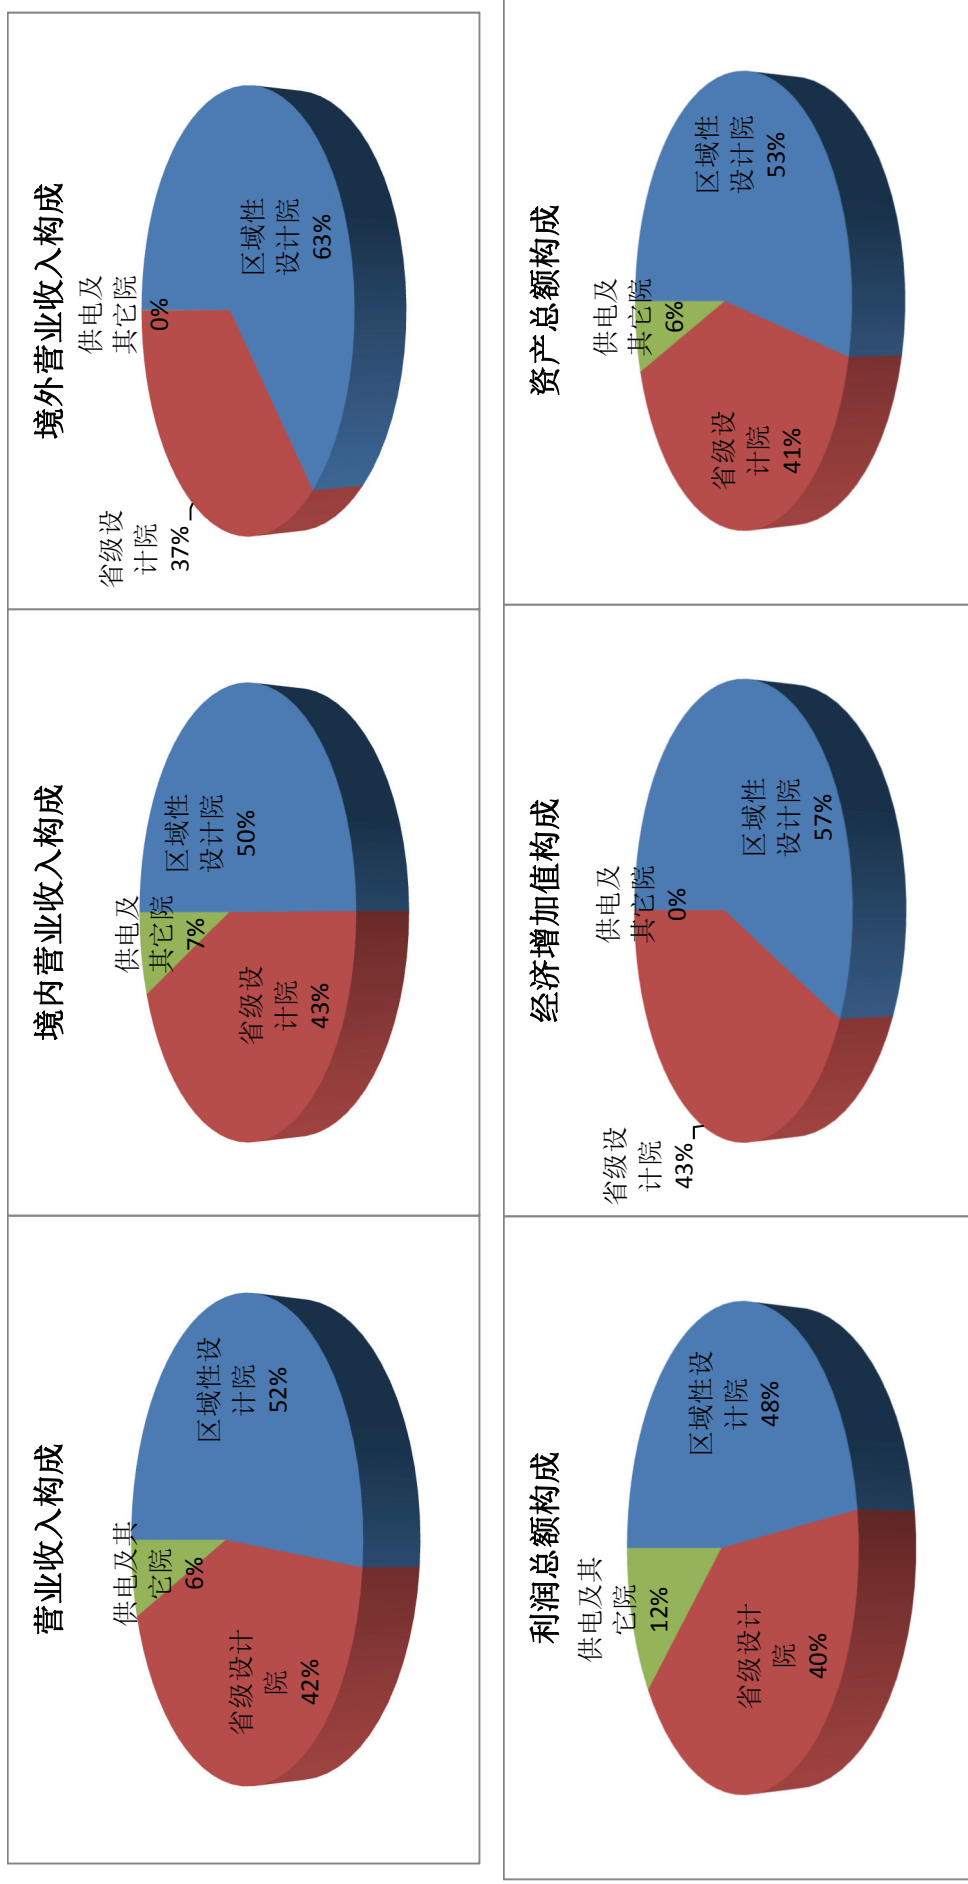 营业收入构成
供电及其
它院
6%
区域性设
计院
52%
省级设计
院
42%
境内营业收入构成
供电及
其它院
7%
区域性
设计院
50%
省级设
计院
43%
境外营业收入构成
供电及
其它院
0%
省级设
计院
37%
区域性
设计院
63%
利润总额构成
供电及其
它院
12%
区域性设
计院
48%
省级设计
院
40%
经济增加值构成
供电及
其它院
0%
省级设
计院
43%
区域性
设计院
57%
资产总额构成
供电及
其它院
6%
区域性
设计院
53%
省级设
计院
41%